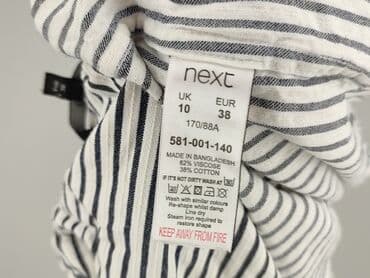 next
UK EUR
10 38
170/88A
581-001-140
MADE IN BANGLADESH
62% VISCOSE
38% COTTON
IF IT'S NOT DIRTY WASH AT
Wash with similar colours
Re-shape whilst damp
Line dry
Steam iron required to
restore shape
KEEP AWAY FROM FIRE